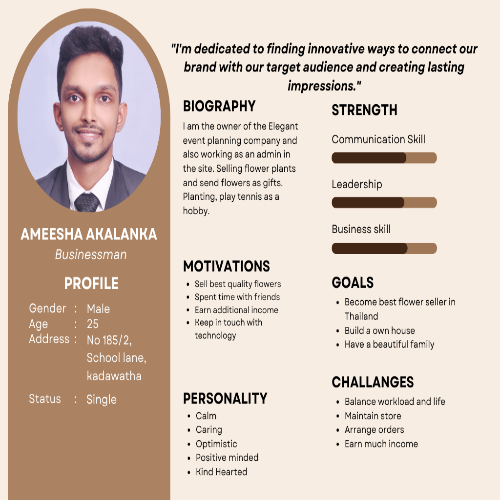 "I'm dedicated to finding innovative ways to connect our
brand with our target audience and creating lasting
impressions."
AMEESHA AKALANKA
Businessman
PROFILE
Gender : Male
Age : 25
Address : No 185/2,
School lane,
kadawatha
Status : Single
BIOGRAPHY
I am the owner of the Elegant
event planning company and
also working as an admin in
the site. Selling flower plants
and send flowers as gifts.
Planting, play tennis as a
hobby.
MOTIVATIONS
• Sell best quality flowers
• Spent time with friends
• Earn additional income
• Keep in touch with
technology
PERSONALITY
• Calm
• Caring
• Optimistic
• Positive minded
• Kind Hearted
STRENGTH
Communication Skill
Leadership
Business skill
GOALS
• Become best flower seller in
Thailand
• Build a own house
• Have a beautiful family
CHALLANGES
• Balance workload and life
• Maintain store
• Arrange orders
• Earn much income